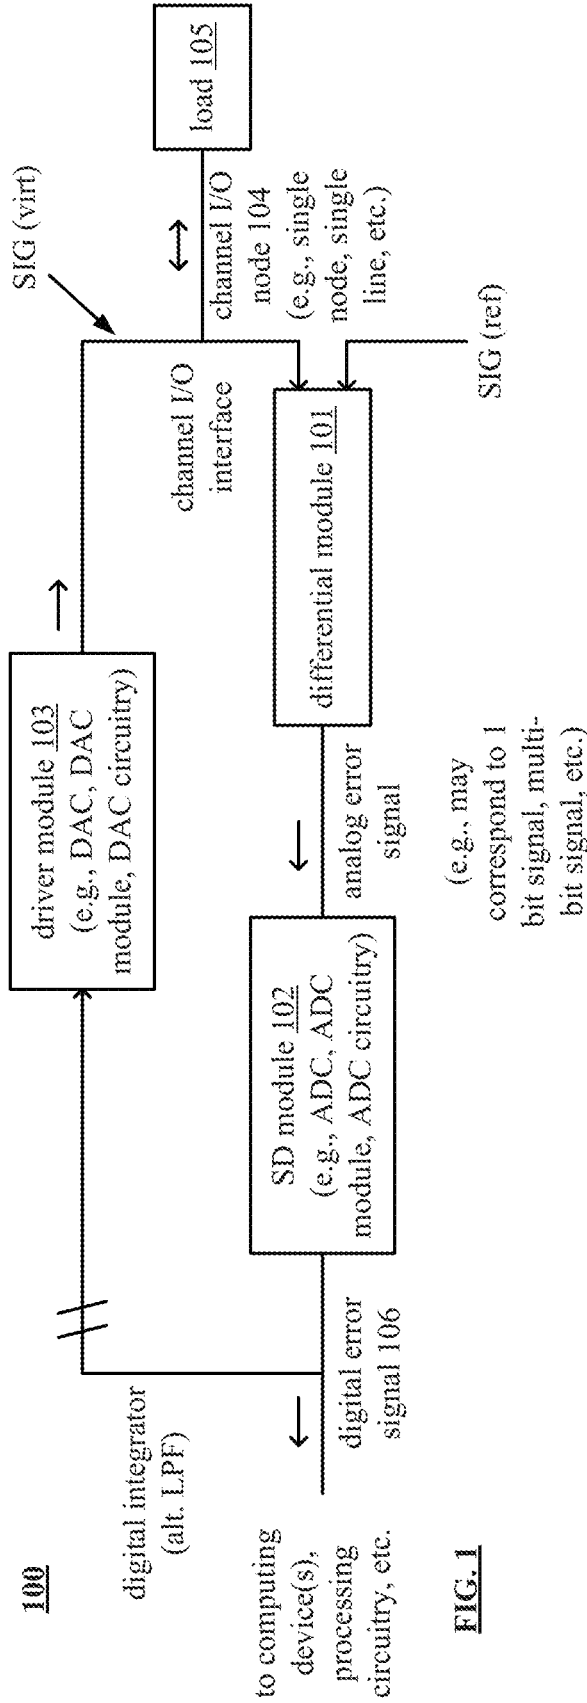 100
digital integrator
(alt. LPF)
driver module 103
(e.g., DAC, DAC
module, DAC circuitry)
SIG (virt)
load 105
channel I/O
interface
channel I/O
node 104
(e.g., single
node, single
line, etc.)
to computing
device(s),
processing
circuitry, etc.
digital error
signal 106
SD module 102
(e.g., ADC, ADC
module, ADC circuitry)
analog error
signal
differential module 101
SIG (ref)
(e.g., may
correspond to 1
bit signal, multi-
bit signal, etc.)
FIG. 1